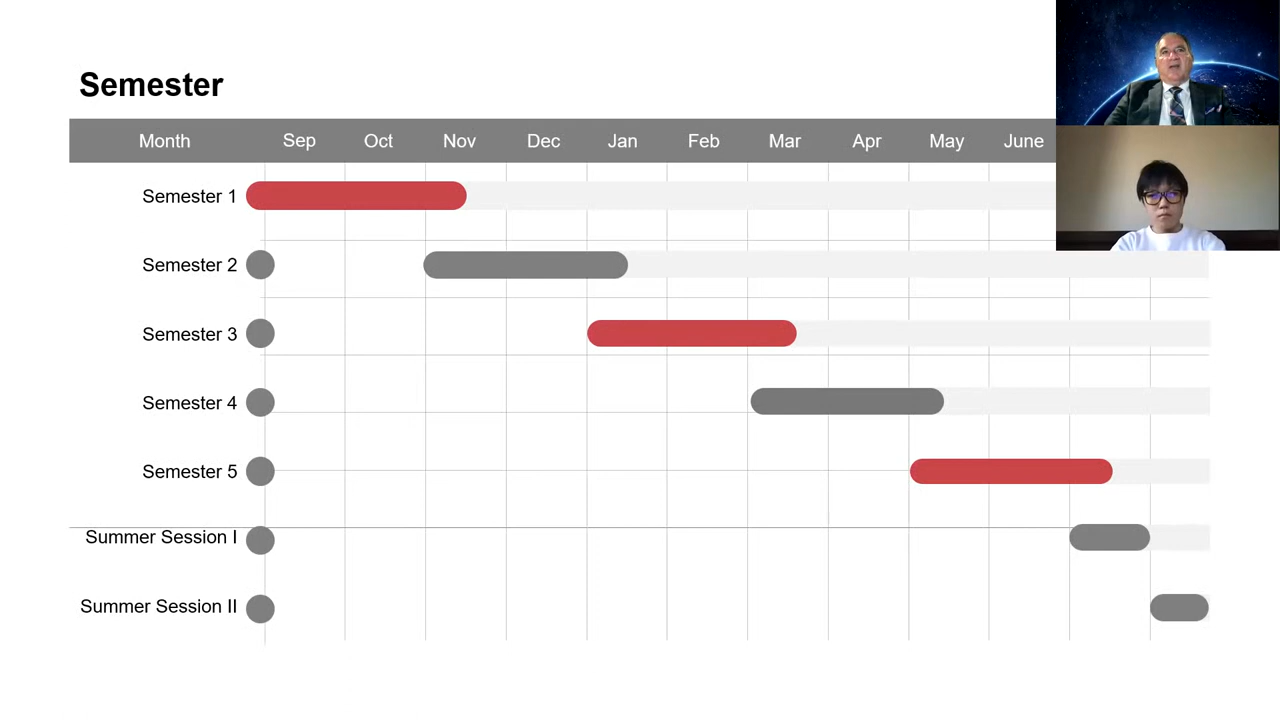 Semester
Month Sep Oct Nov Dec Jan Feb Mar Apr May June
Semester 1
Semester 2
Semester 3
Semester 4
Semester 5
Summer Session I
Summer Session II